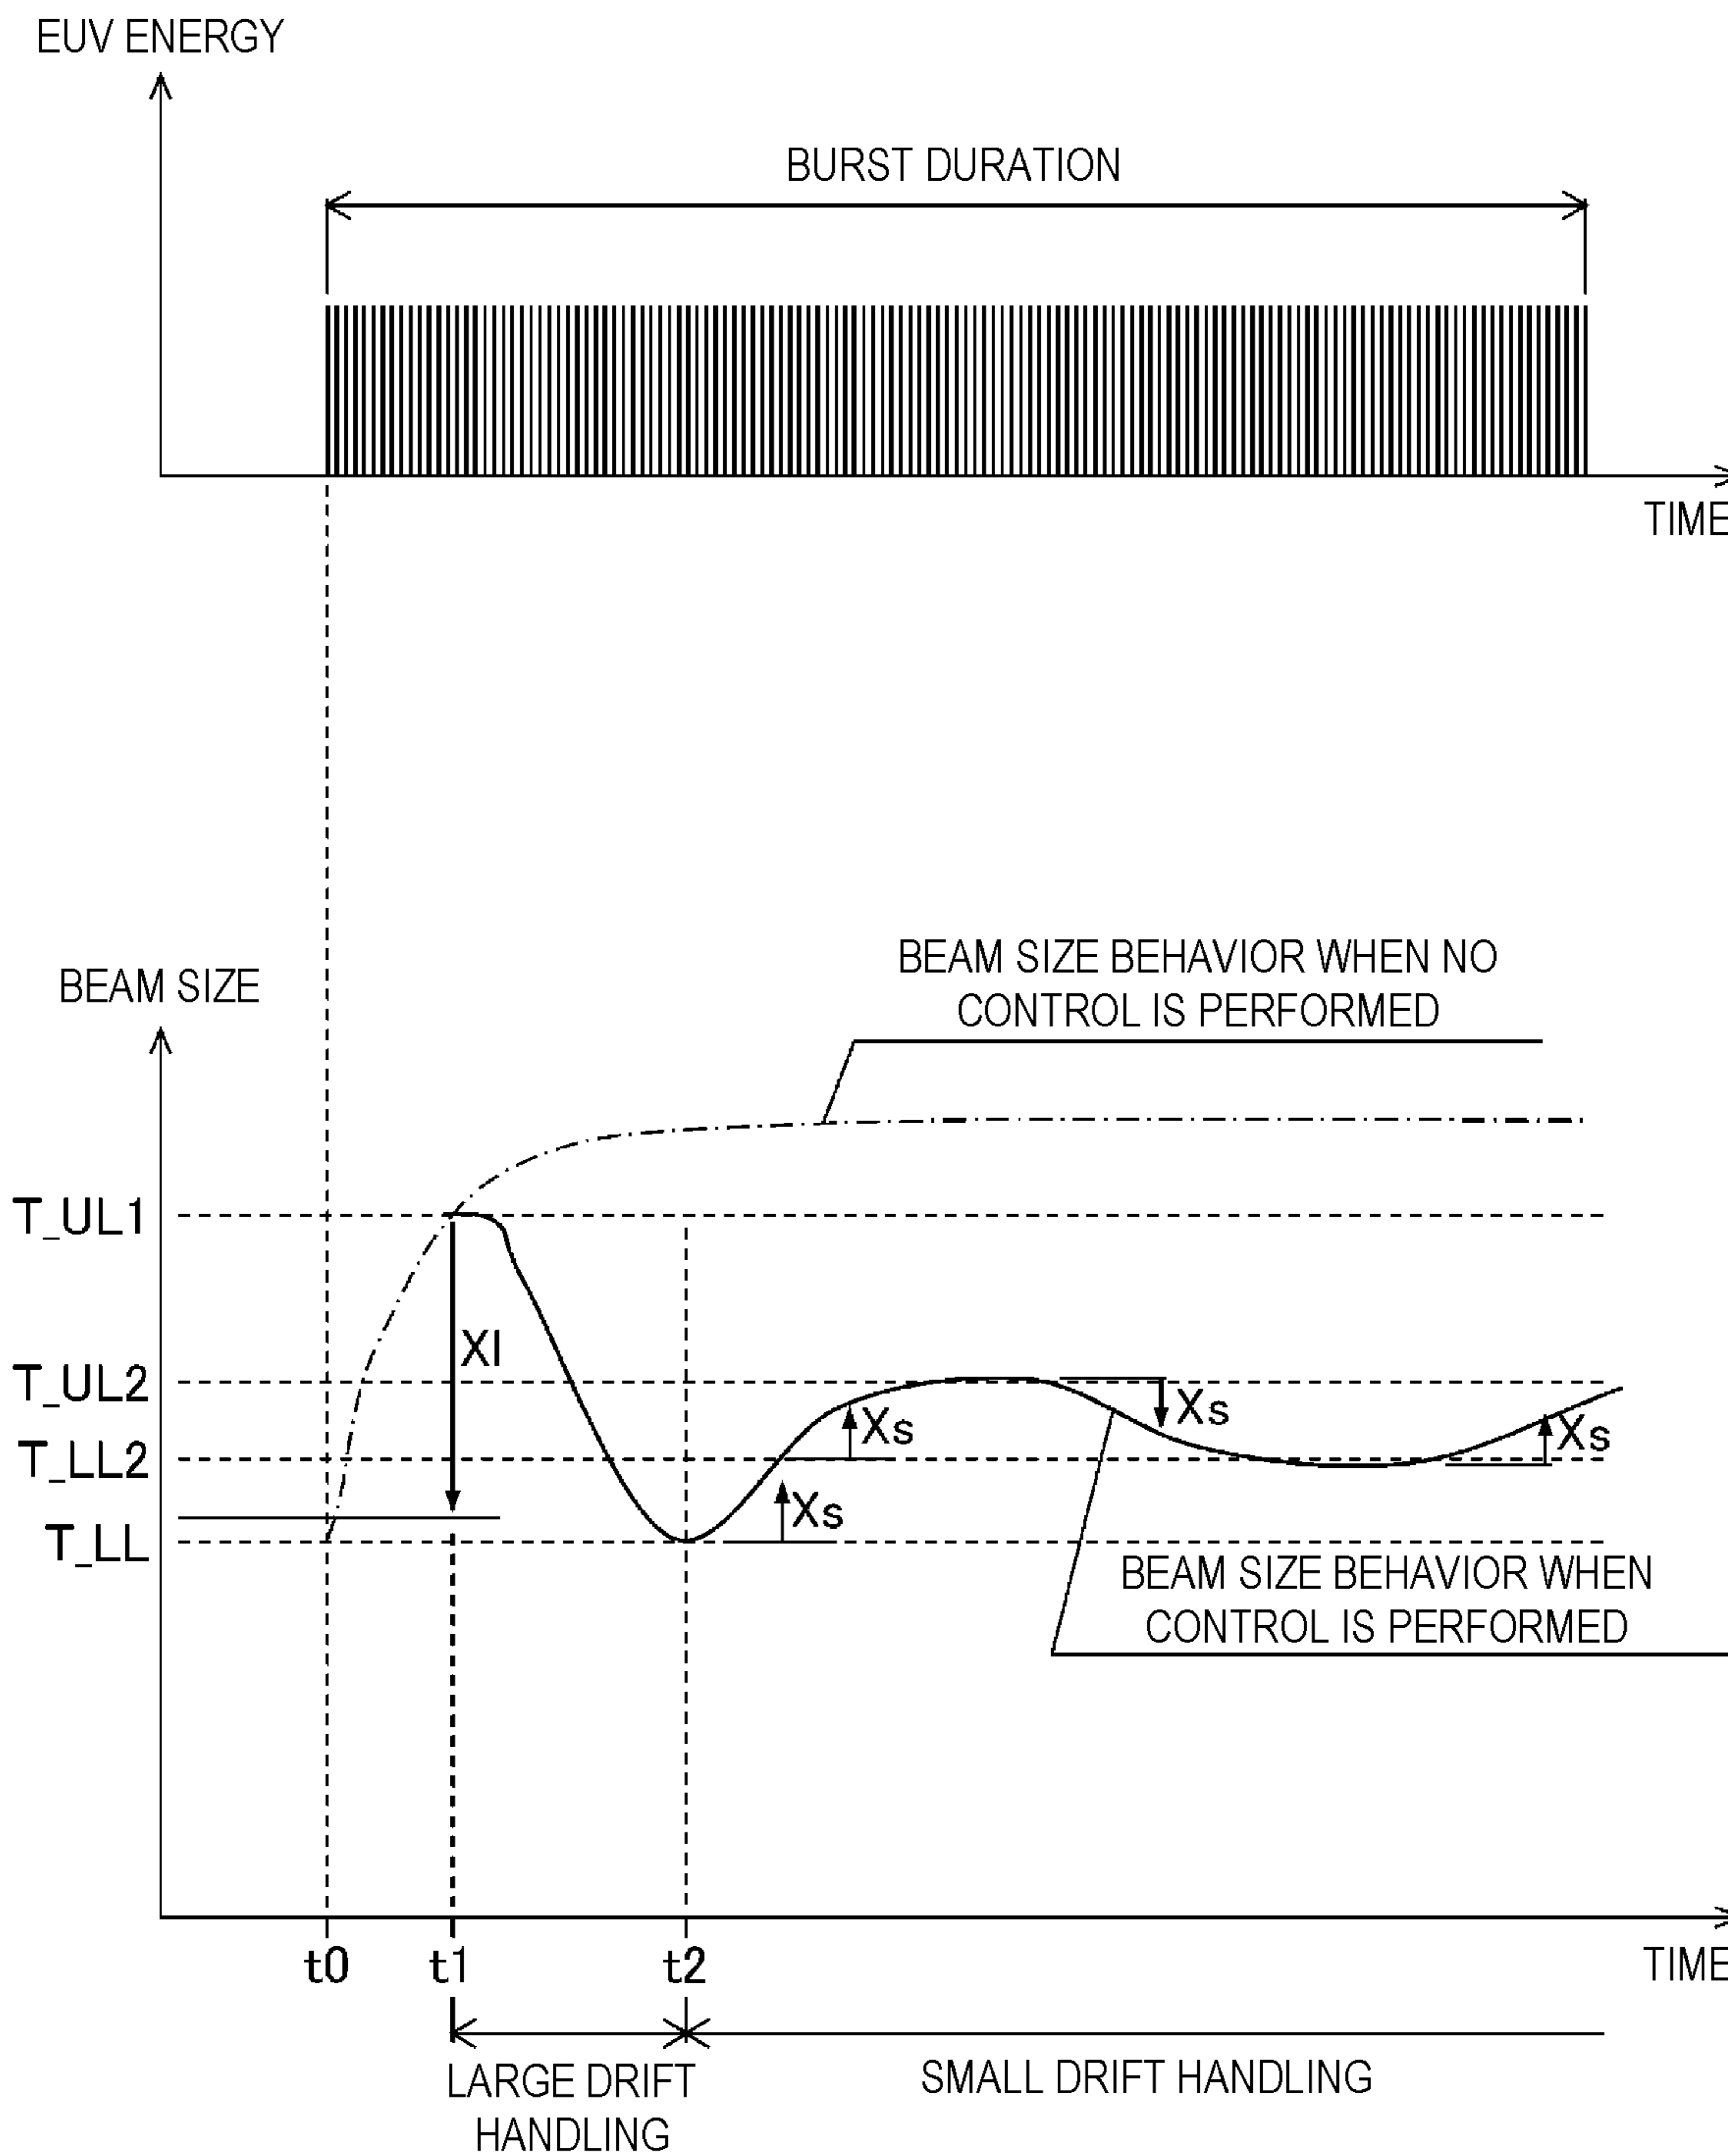 EUV ENERGY
BURST DURATION
TIME
BEAM SIZE BEHAVIOR WHEN NO
CONTROL IS PERFORMED
BEAM SIZE
T_UL1
Xl
T_UL2
Xs
Xs
Xs
T_LL2
Xs
T_LL
BEAM SIZE BEHAVIOR WHEN
CONTROL IS PERFORMED
t0
t1
t2
TIME
LARGE DRIFT
HANDLING
SMALL DRIFT HANDLING